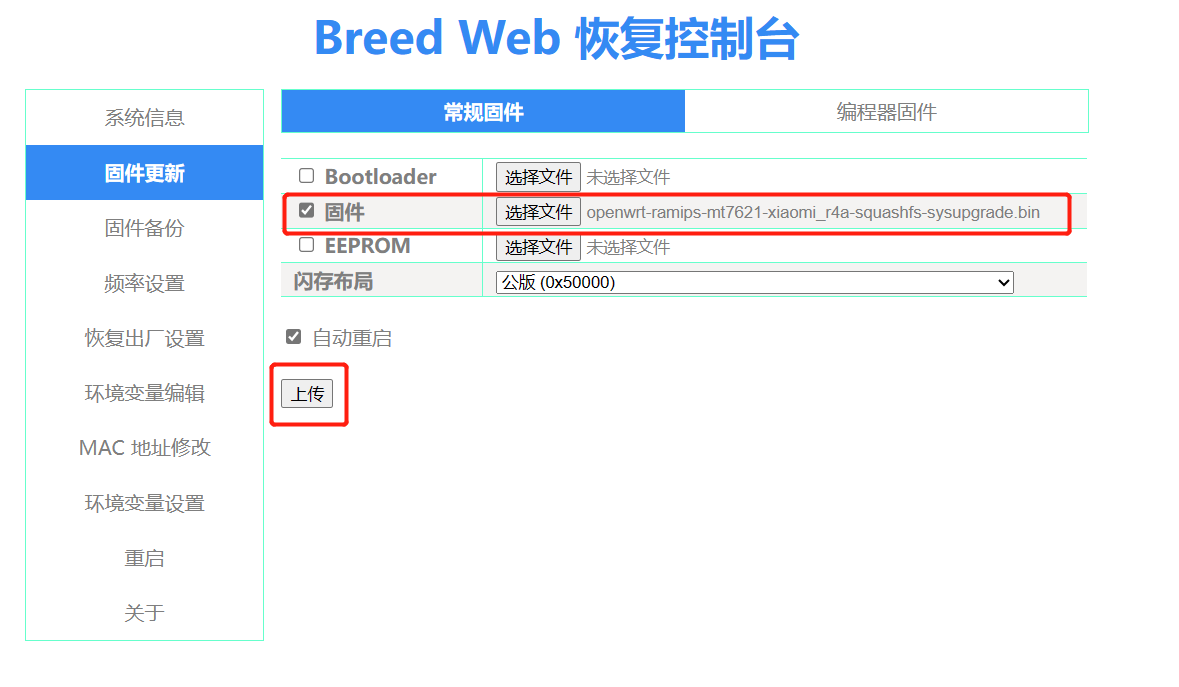 Breed Web 恢复控制台
系统信息
固件更新
固件备份
频率设置
恢复出厂设置
环境变量编辑
MAC 地址修改
环境变量设置
重启
关于
常规固件 编程器固件
Bootloader 选择文件 未选择文件
固件 选择文件 openwrt-ramips-mt7621-xiaomi_r4a-squashfs-sysupgrade.bin
EEPROM 选择文件 未选择文件
闪存布局 公版 (0x50000)
自动重启
上传